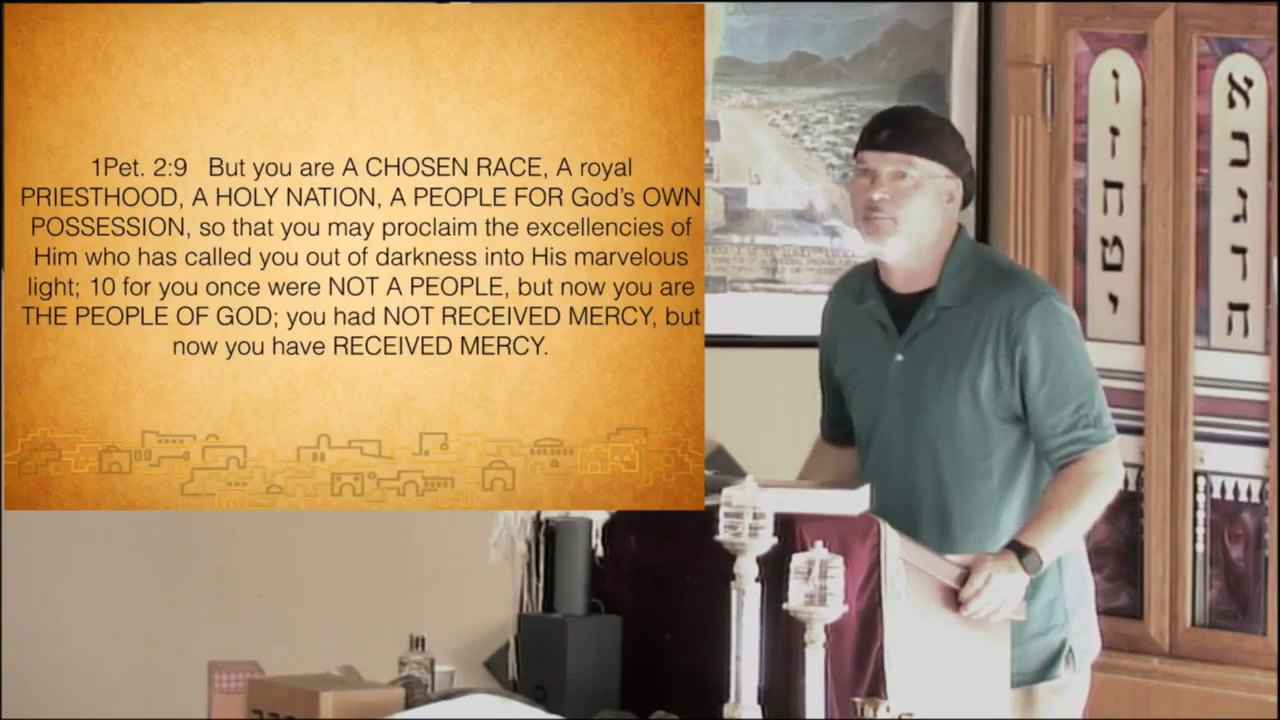 1Pet. 2:9 But you are A CHOSEN RACE, A royal
PRIESTHOOD, A HOLY NATION, A PEOPLE FOR God’s OWN
POSSESSION, so that you may proclaim the excellencies of
Him who has called you out of darkness into His marvelous
light; 10 for you once were NOT A PEOPLE, but now you are
THE PEOPLE OF GOD; you had NOT RECEIVED MERCY, but
now you have RECEIVED MERCY.
א
ב
ג
ד
ה
ו
ז
ח
ט
י